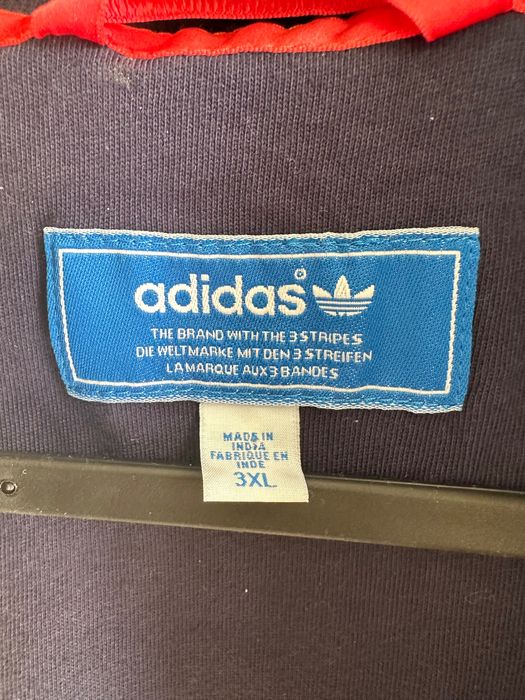 adidas®
THE BRAND WITH THE 3 STRIPES
DIE WELTMARKE MIT DEN 3 STREIFEN
LA MARQUE AUX 3 BANDES
MADE IN
INDIA
FABRIQUE EN
INDE
3XL